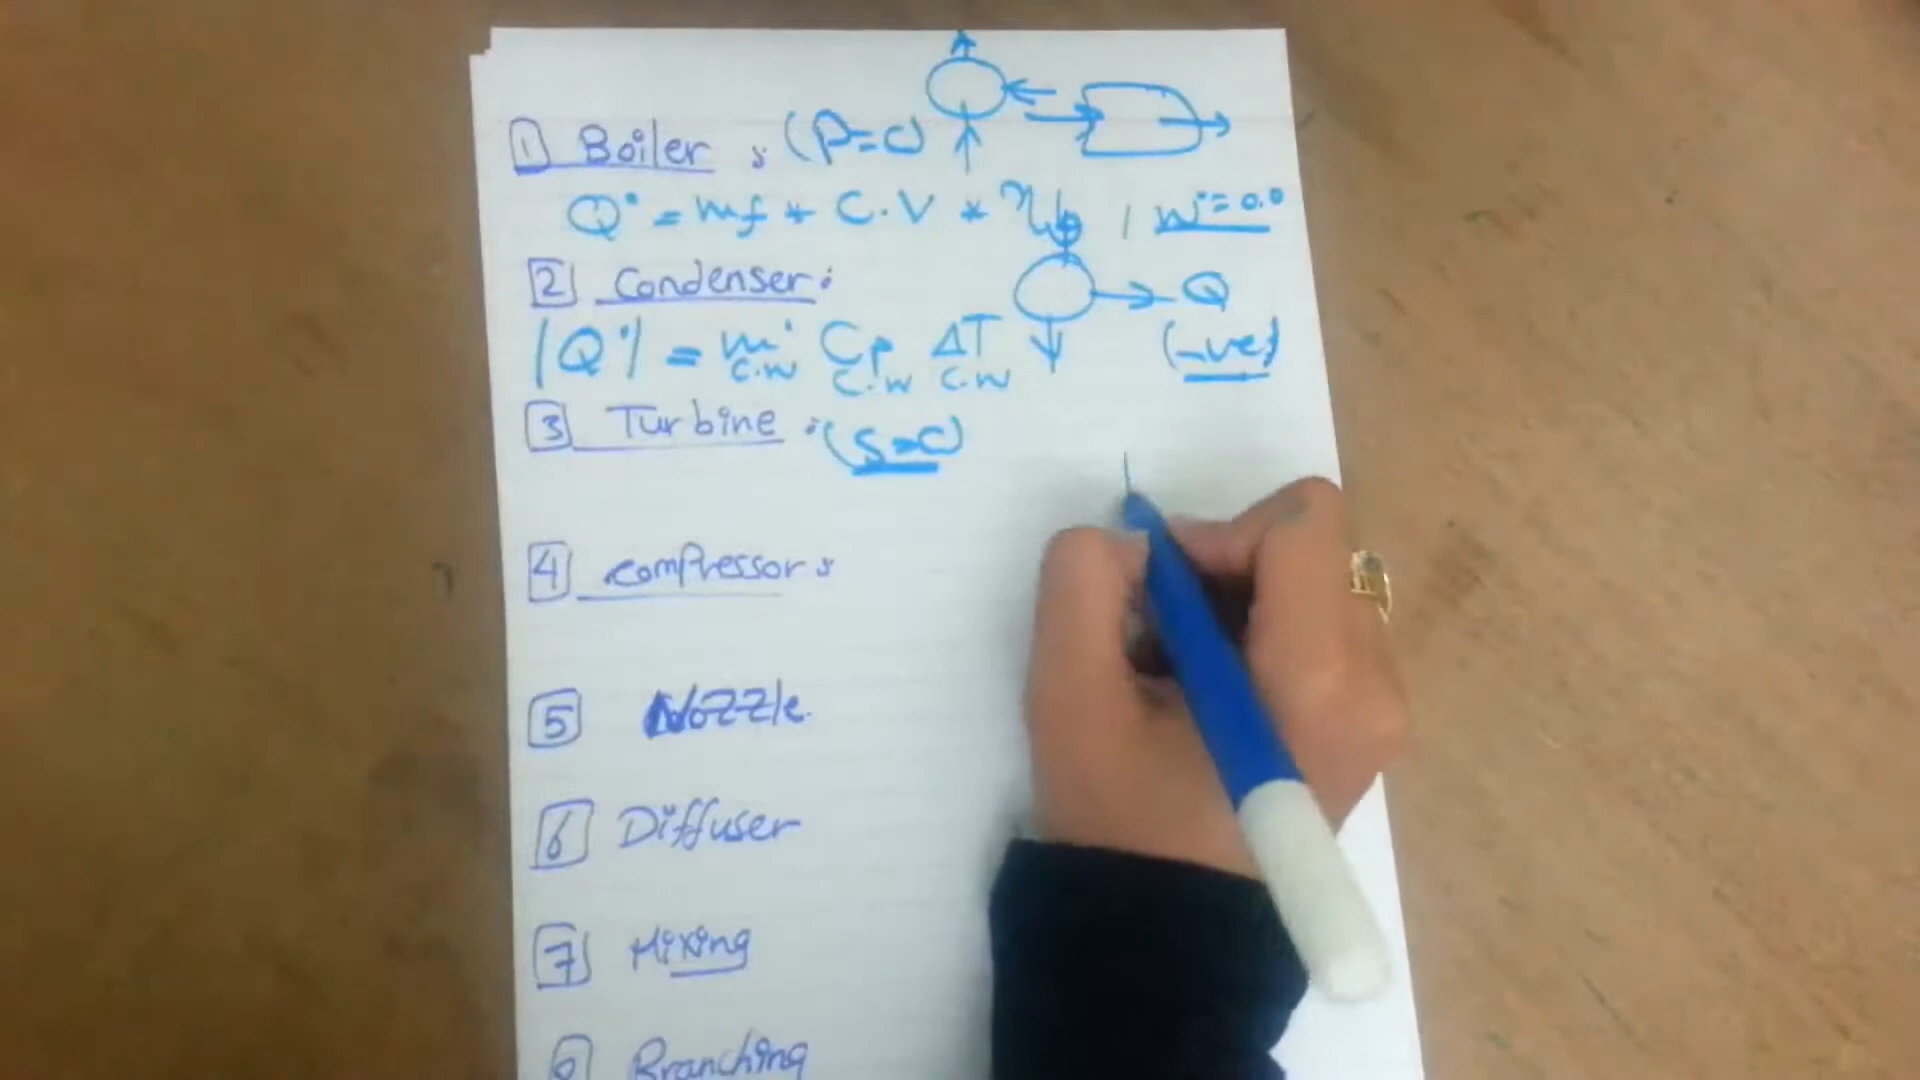 1 Boiler : (P=C)
Q° = mf * C.V * η | w° = 0.0
2 Condenser: Q
|Q°| = m° Cp ΔT (-ve)
C.W C.W C.W
3 Turbine : (S=C)
4 compressor:
5 Nozzle.
6 Diffuser
7 Mixing
8 Branching